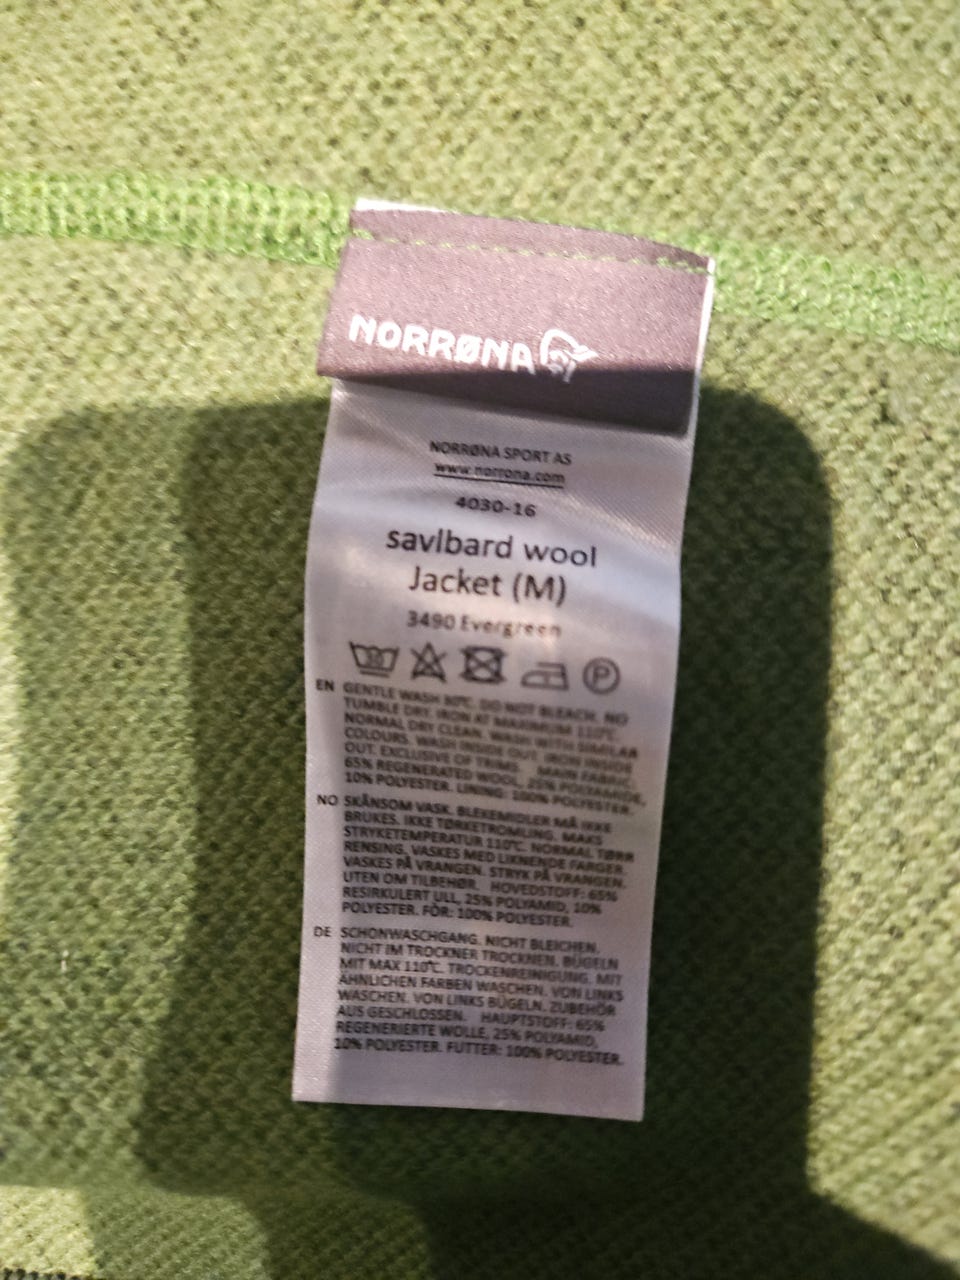 NORRØNA
NORRØNA SPORT AS
www.norrona.com
4030-16
savlbard wool
Jacket (M)
3490 Evergreen
30 P
EN GENTLE WASH 30°C. DO NOT BLEACH. NO
TUMBLE DRY. IRON AT MAXIMUM 110°C.
NORMAL DRY CLEAN. WASH WITH SIMILAR
COLOURS. WASH INSIDE OUT. IRON INSIDE
OUT. EXCLUSIVE OF TRIMS. MAIN FABRIC:
65% REGENERATED WOOL, 25% POLYAMIDE,
10% POLYESTER. LINING: 100% POLYESTER.
NO SKÅNSOM VASK. BLEKEMIDLER MÅ IKKE
BRUKES. IKKE TØRKETROMLING. MAKS
STRYKETEMPERATUR 110°C. NORMAL TØRR
RENSING. VASKES MED LIKNENDE FARGER.
VASKES PÅ VRANGEN. STRYK PÅ VRANGEN.
UTEN OM TILBEHØR. HOVEDSTOFF: 65%
RESIRKULERT ULL, 25% POLYAMID, 10%
POLYESTER. FÔR: 100% POLYESTER.
DE SCHONWASCHGANG. NICHT BLEICHEN.
NICHT IM TROCKNER TROCKNEN. BÜGELN
MIT MAX 110°C. TROCKENREINIGUNG. MIT
ÄHNLICHEN FARBEN WASCHEN. VON LINKS
WASCHEN. VON LINKS BÜGELN. ZUBEHÖR
AUS GESCHLOSSEN. HAUPTSTOFF: 65%
REGENERIERTE WOLLE, 25% POLYAMID,
10% POLYESTER. FUTTER: 100% POLYESTER.